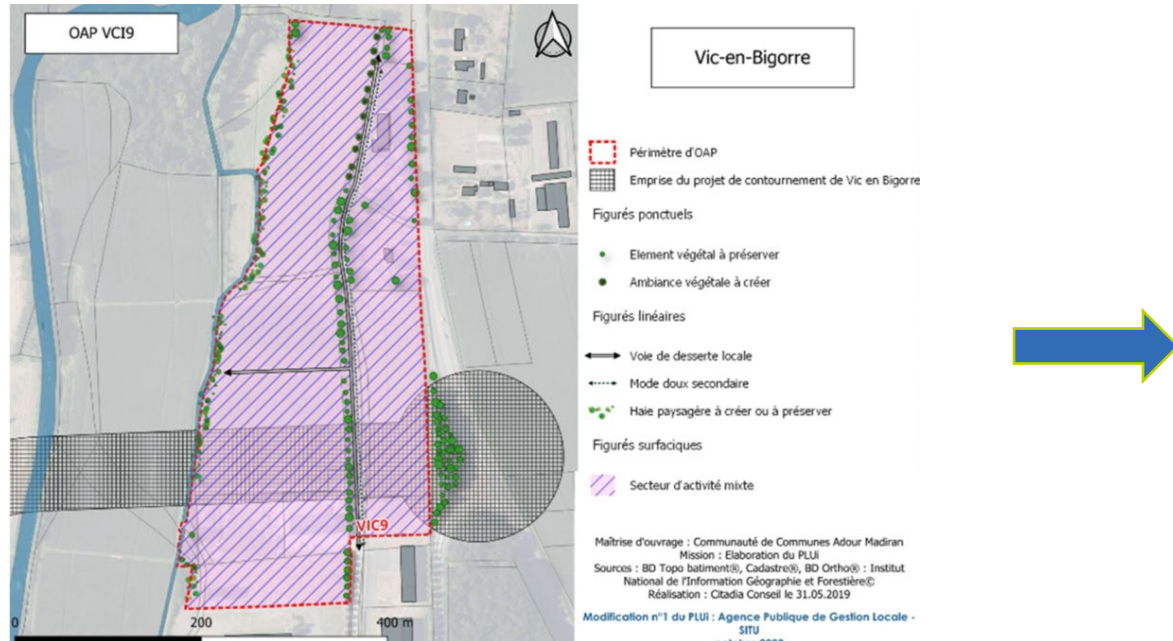 OAP VCI9
VIC9
0 200 400 m
Vic-en-Bigorre
Périmètre d'OAP
Emprise du projet de contournement de Vic en Bigorre
Figurés ponctuels
Element végétal à préserver
Ambiance végétale à créer
Figurés linéaires
Voie de desserte locale
Mode doux secondaire
Haie paysagère à créer ou à préserver
Figurés surfaciques
Secteur d'activité mixte
Maîtrise d'ouvrage : Communauté de Communes Adour Madiran
Mission : Elaboration du PLUi
Sources : BD Topo batiment®, Cadastre®, BD Ortho® : Institut
National de l'Information Géographie et Forestière©
Réalisation : Citadia Conseil le 31.05.2019
Modification n°1 du PLUi : Agence Publique de Gestion Locale -
SITU